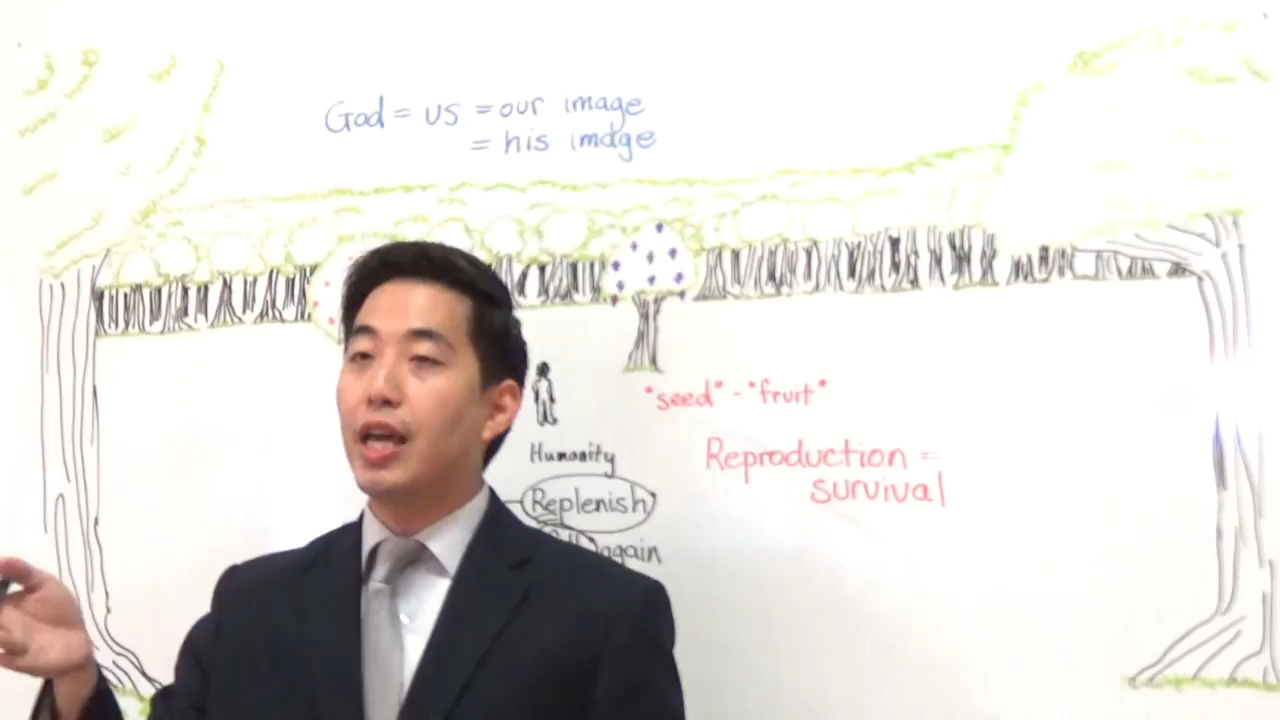 God = us = our image
= his image
"seed" - "fruit"
Humanity
Reproduction =
survival
Replenish
again